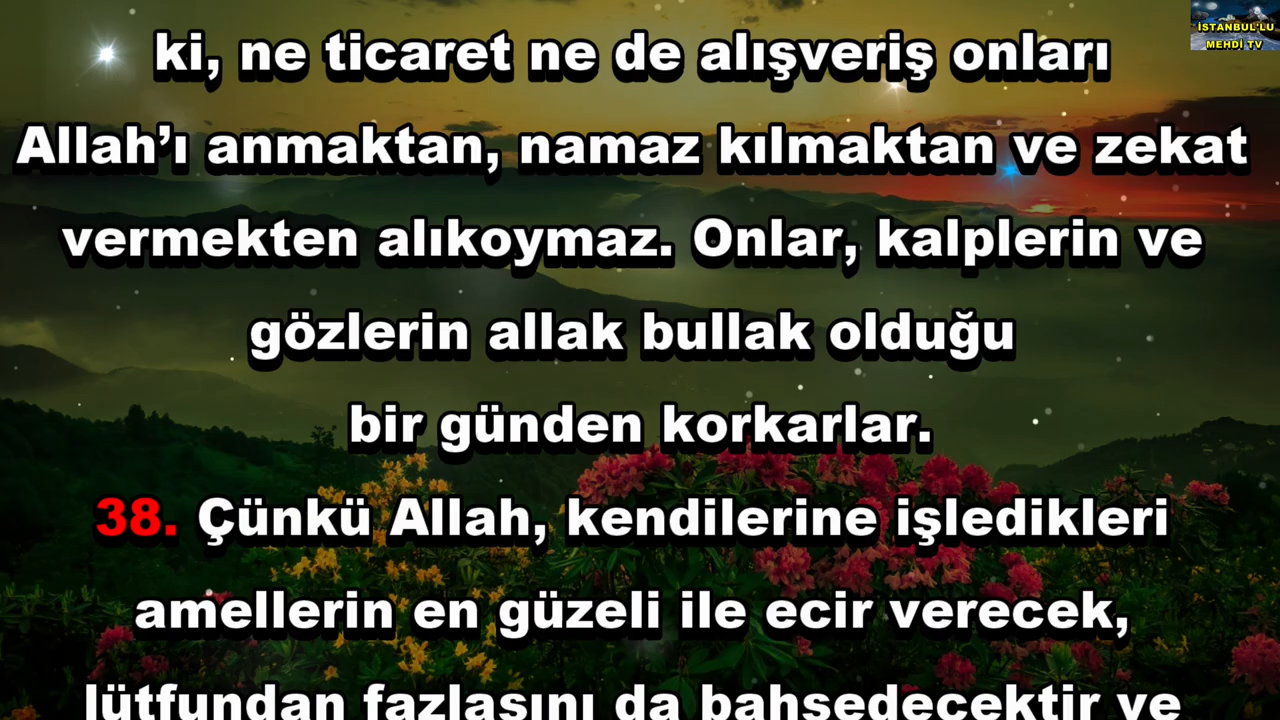 İSTANBUL'LU
MEHDİ TV
ki, ne ticaret ne de alışveriş onları
Allah’ı anmaktan, namaz kılmaktan ve zekat
vermekten alıkoymaz. Onlar, kalplerin ve
gözlerin allak bullak olduğu
bir günden korkarlar.
38. Çünkü Allah, kendilerine işledikleri
amellerin en güzeli ile ecir verecek,
lütfundan fazlasını da bahşedecektir ve